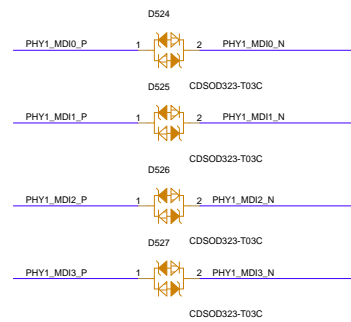 D524
PHY1_MDI0_P 1 2 PHY1_MDI0_N
D525 CDSOD323-T03C
PHY1_MDI1_P 1 2 PHY1_MDI1_N
CDSOD323-T03C
D526
PHY1_MDI2_P 1 2 PHY1_MDI2_N
D527 CDSOD323-T03C
PHY1_MDI3_P 1 2 PHY1_MDI3_N
CDSOD323-T03C